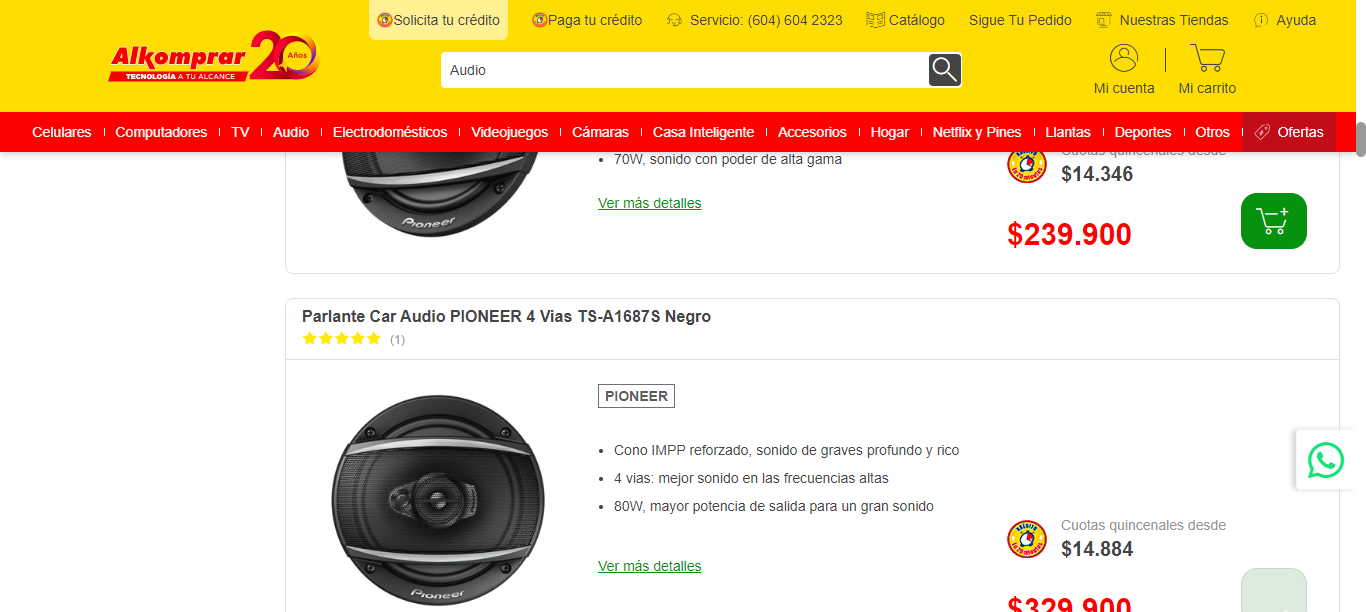 Solicita tu crédito
Paga tu crédito
Servicio: (604) 604 2323
Catálogo
Sigue Tu Pedido
Nuestras Tiendas
Ayuda
Alkomprar 20 Años
TECNOLOGÍA A TU ALCANCE
Audio
Mi cuenta
Mi carrito
Celulares
Computadores
TV
Audio
Electrodomésticos
Videojuegos
Cámaras
Casa Inteligente
Accesorios
Hogar
Netflix y Pines
Llantas
Deportes
Otros
Ofertas
Pioneer
70W, sonido con poder de alta gama
Ver más detalles
Cuotas quincenales desde
$14.346
$239.900
Parlante Car Audio PIONEER 4 Vias TS-A1687S Negro
(1)
PIONEER
Cono IMPP reforzado, sonido de graves profundo y rico
4 vias: mejor sonido en las frecuencias altas
80W, mayor potencia de salida para un gran sonido
Ver más detalles
Pioneer
Cuotas quincenales desde
$14.884
$329.900